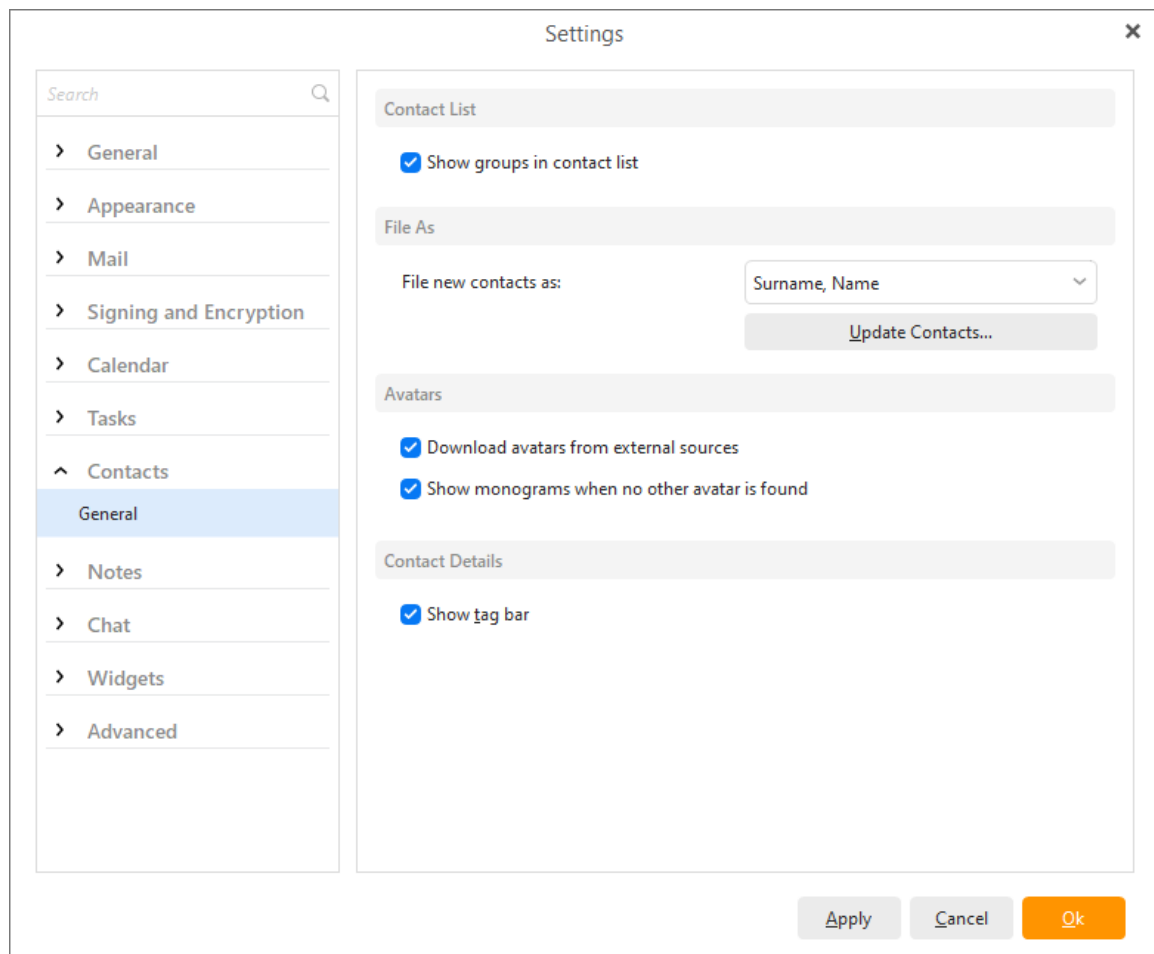 Settings
Search
General
Appearance
Mail
Signing and Encryption
Calendar
Tasks
Contacts
General
Notes
Chat
Widgets
Advanced
Contact List
Show groups in contact list
File As
File new contacts as:
Surname, Name
Update Contacts...
Avatars
Download avatars from external sources
Show monograms when no other avatar is found
Contact Details
Show tag bar
Apply
Cancel
Ok